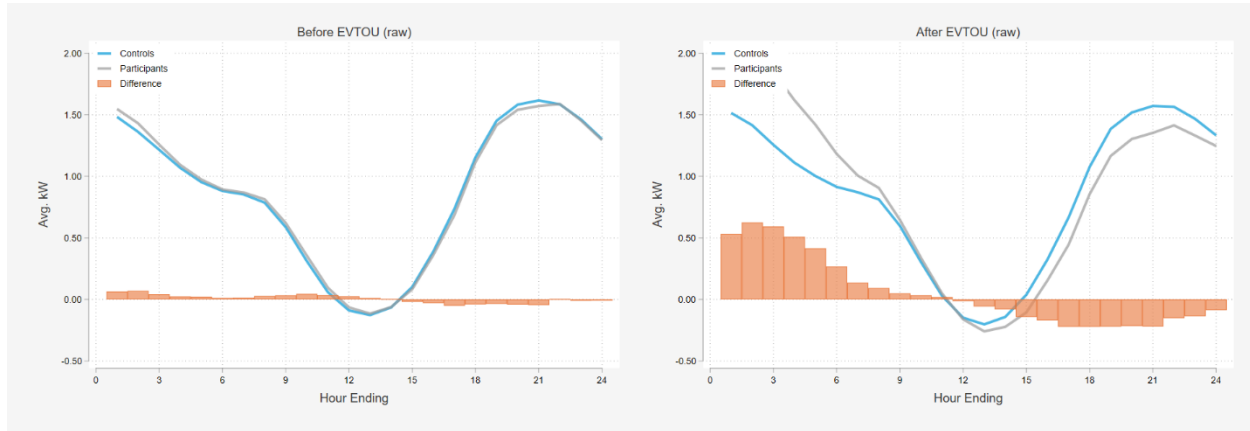 Before EVTOU (raw)
2.00
1.50
1.00
0.50
0.00
-0.50
Avg. kW
Controls
Participants
Difference
0 3 6 9 12 15 18 21 24
Hour Ending
After EVTOU (raw)
2.00
1.50
1.00
0.50
0.00
-0.50
Avg. kW
Controls
Participants
Difference
0 3 6 9 12 15 18 21 24
Hour Ending